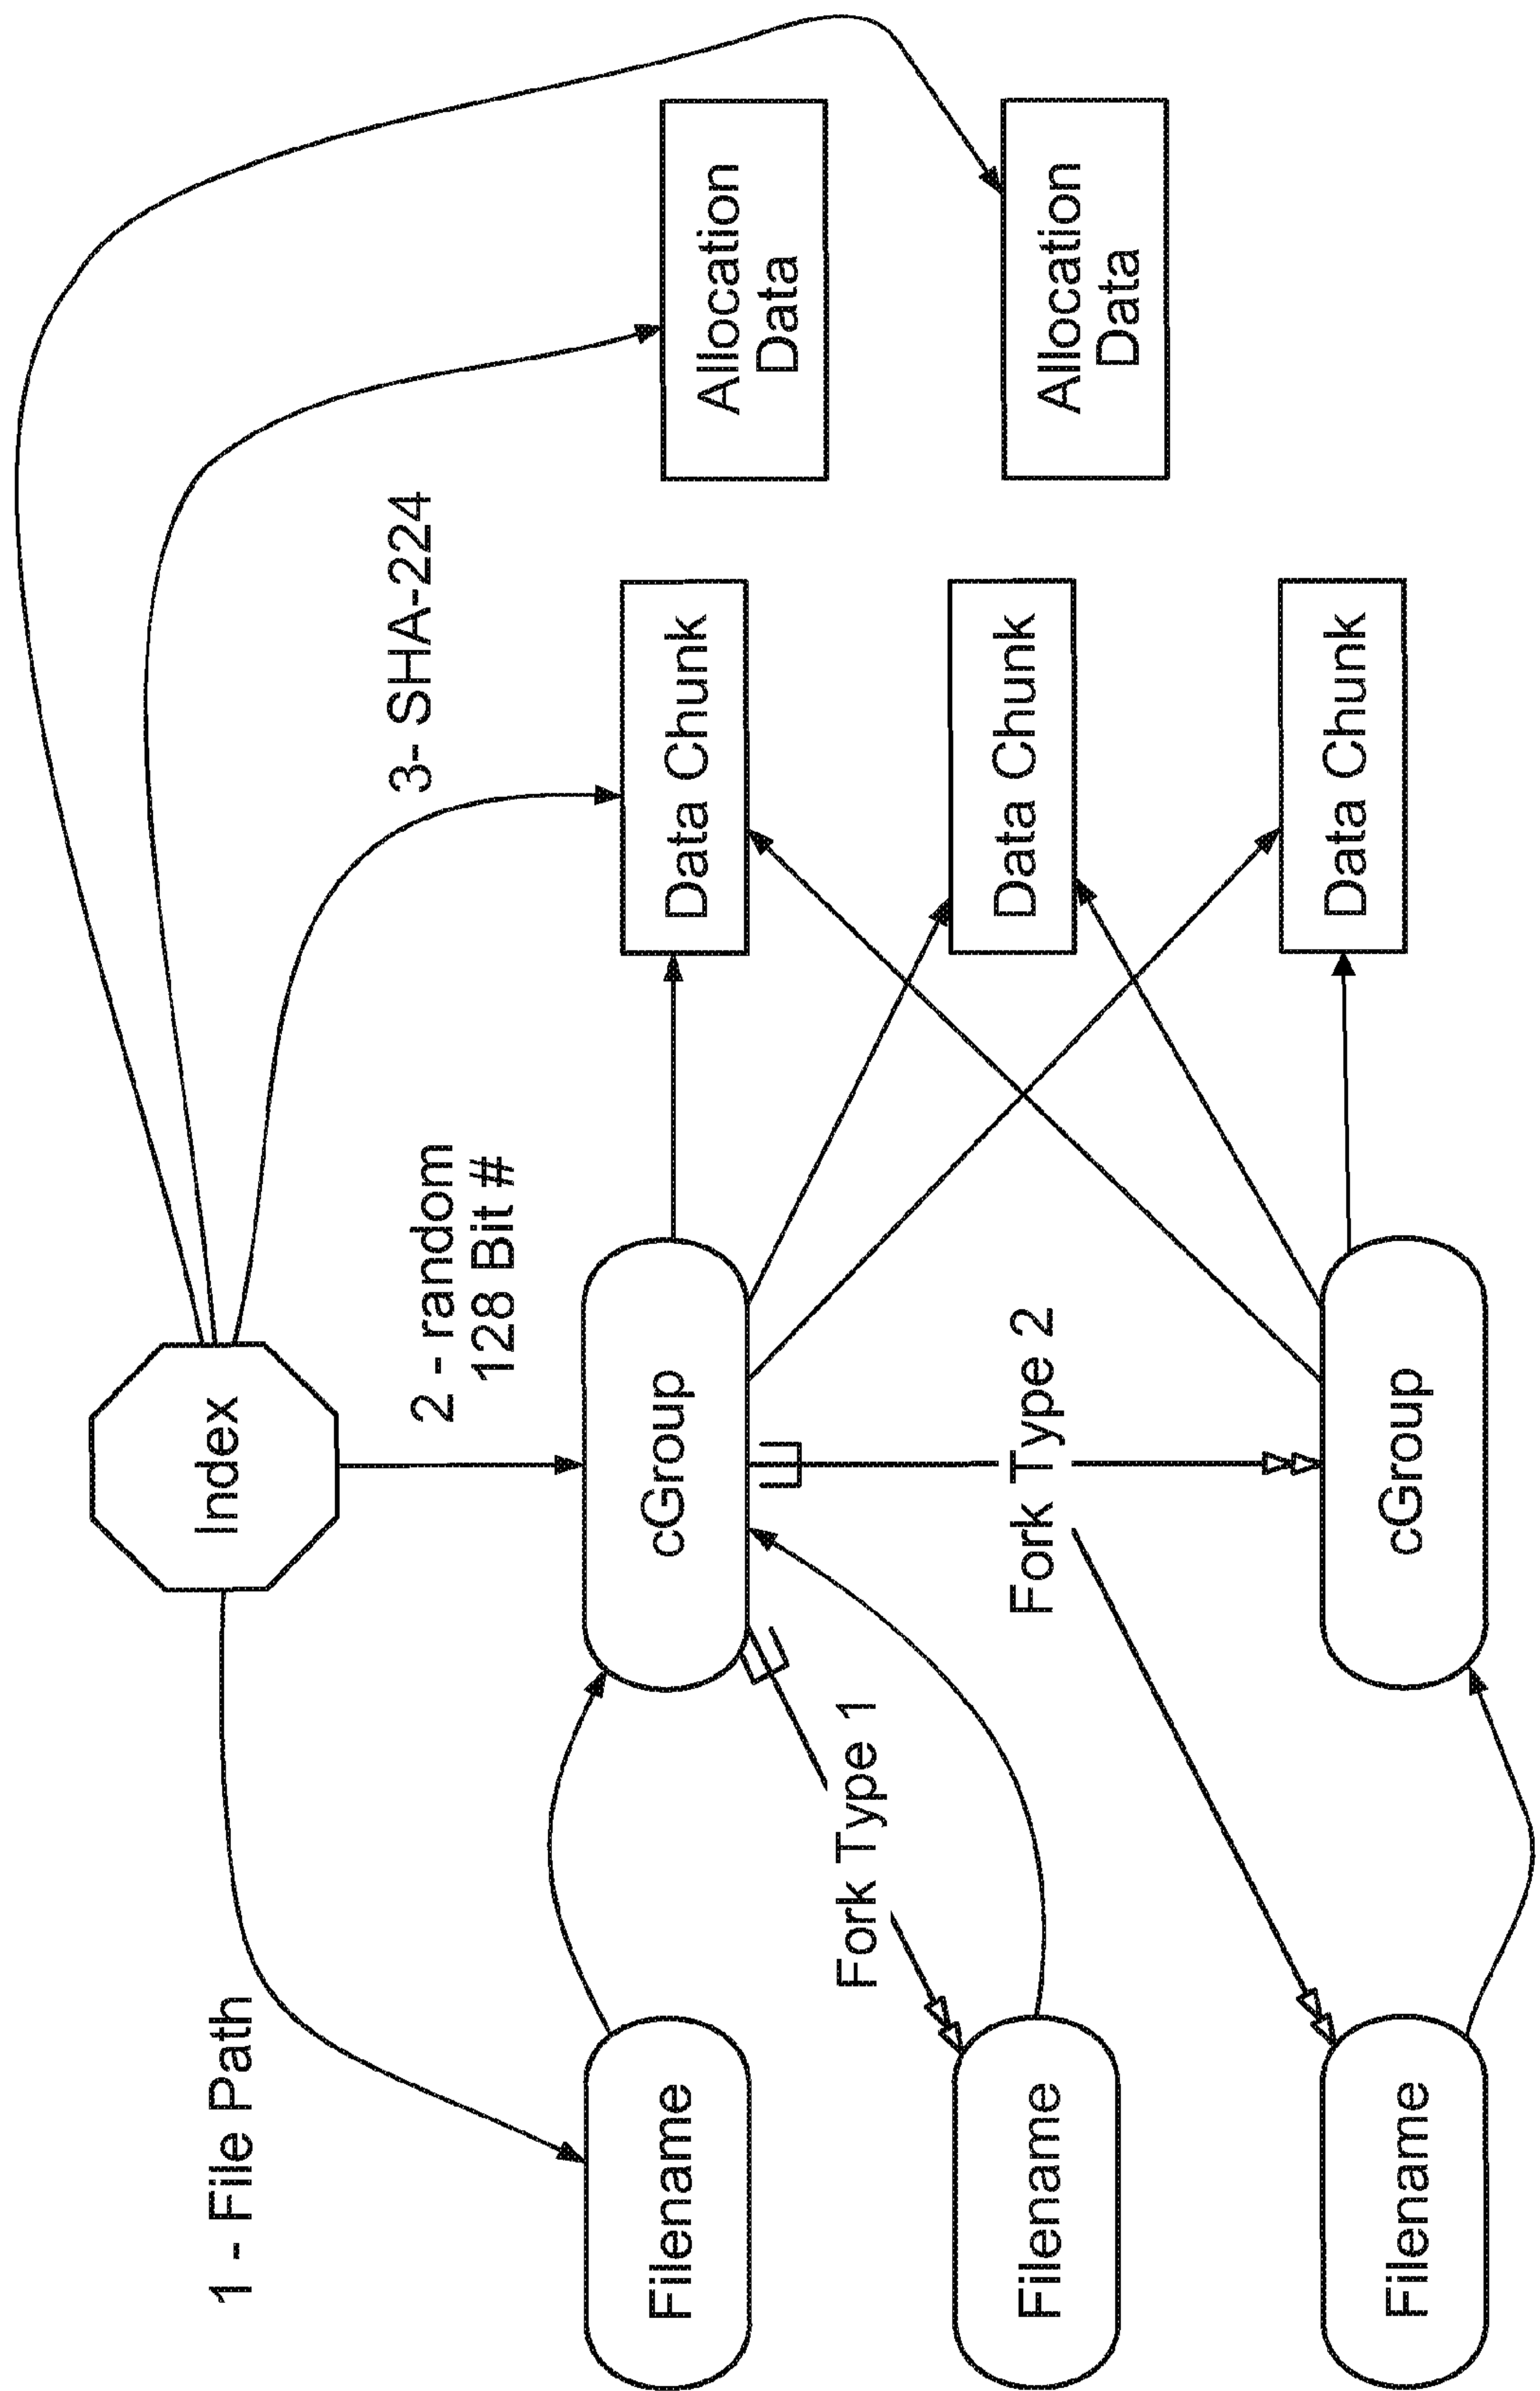 Index
1 - File Path
2 - random
128 Bit #
3- SHA-224
Filename
cGroup
Data Chunk
Allocation
Data
Fork Type 1
Filename
Fork Type 2
Data Chunk
Allocation
Data
Filename
cGroup
Data Chunk